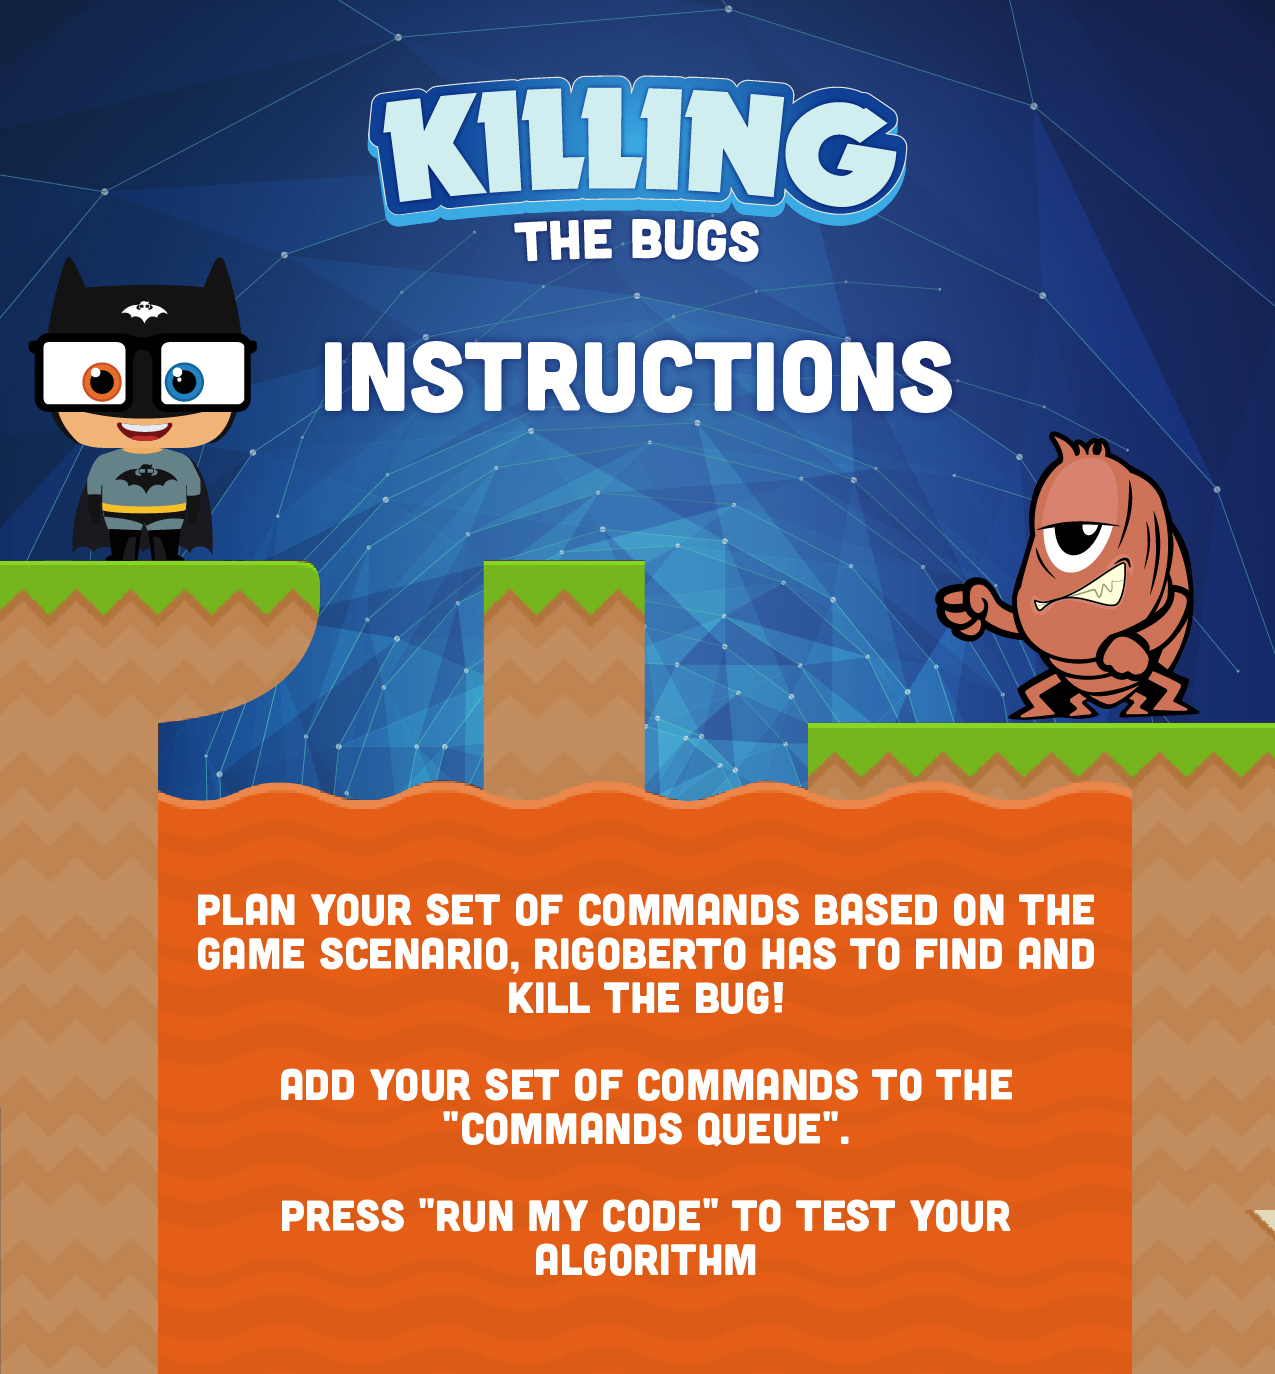 KILLING
THE BUGS
INSTRUCTIONS
PLAN YOUR SET OF COMMANDS BASED ON THE
GAME SCENARIO, RIGOBERTO HAS TO FIND AND
KILL THE BUG!
ADD YOUR SET OF COMMANDS TO THE
"COMMANDS QUEUE".
PRESS "RUN MY CODE" TO TEST YOUR
ALGORITHM